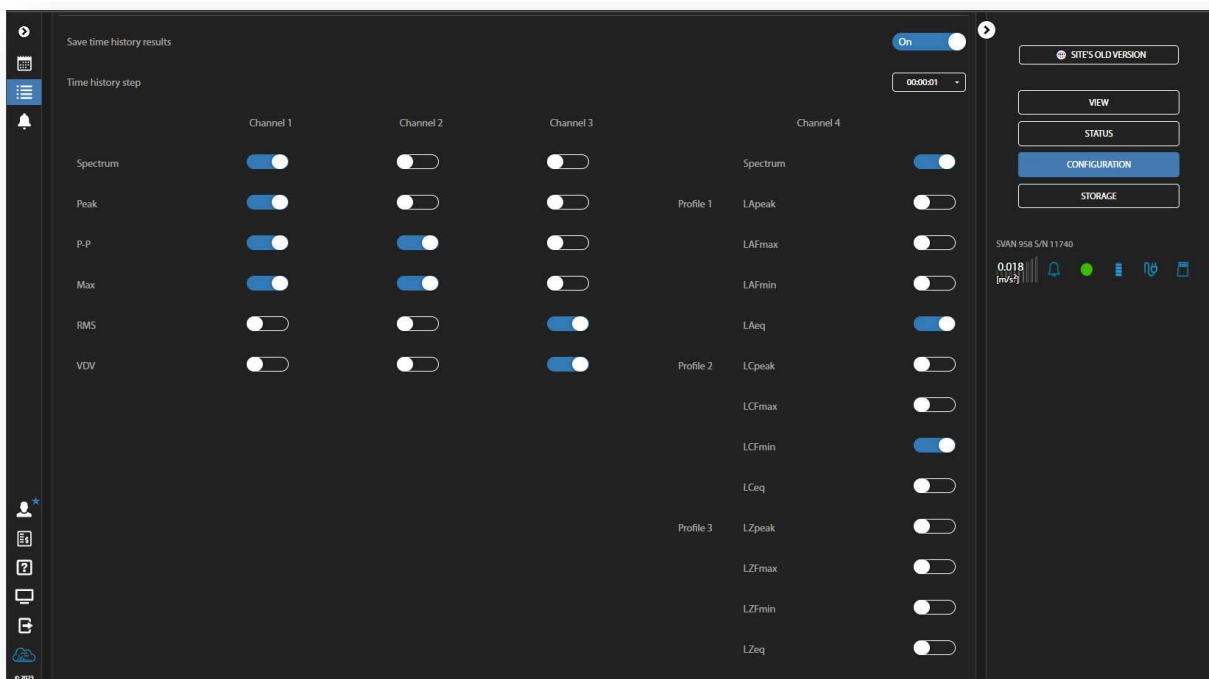 Save time history results
On
Time history step
00:00:01
Channel 1 Channel 2 Channel 3 Channel 4
Spectrum Spectrum
Peak Profile 1 LApeak
P-P LAFmax
Max LAFmin
RMS LAeq
VDV Profile 2 LCpeak
LCFmax
LCFmin
LCeq
Profile 3 LZpeak
LZFmax
LZFmin
LZeq
SITE'S OLD VERSION
VIEW
STATUS
CONFIGURATION
STORAGE
SVAN 958 S/N 11740
0.018
[m/s²]
© 2023